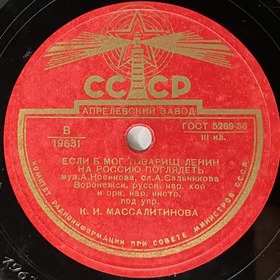 СССР
АПРЕЛЕВСКИЙ ЗАВОД
В
19631
ГОСТ 5289-50
III кл.
ЕСЛИ Б МОГ ТОВАРИЩ ЛЕНИН
НА РОССИЮ ПОГЛЯДЕТЬ
муз.А.Новикова, сл.А.Сальникова
Воронежск. русск. нар. хор
и орк. нар. инстр.
под упр.
К. И. МАССАЛИТИНОВА
КОМИТЕТ РАДИОИНФОРМАЦИИ ПРИ СОВЕТЕ МИНИСТРОВ СССР